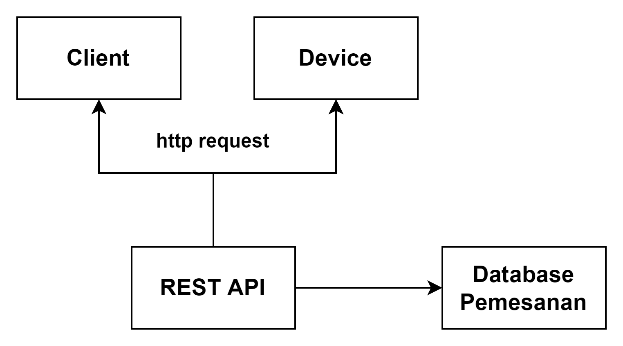 Client
Device
http request
REST API
Database
Pemesanan